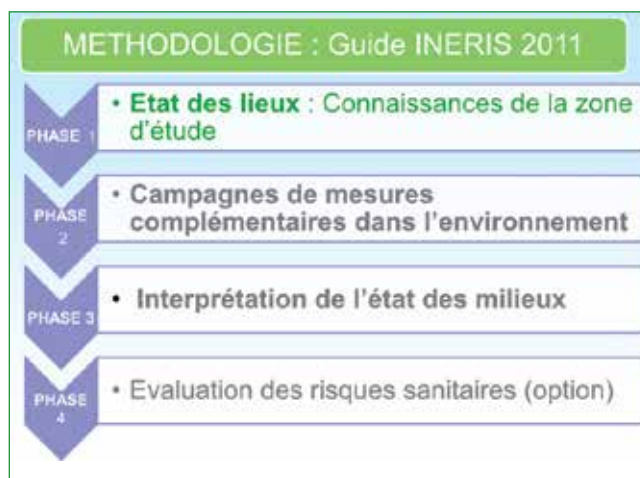 METHODOLOGIE : Guide INERIS 2011
PHASE 1
• Etat des lieux : Connaissances de la zone
d'étude
PHASE
2
• Campagnes de mesures
complémentaires dans l'environnement
PHASE 3
• Interprétation de l'état des milieux
PHASE
4
• Evaluation des risques sanitaires (option)